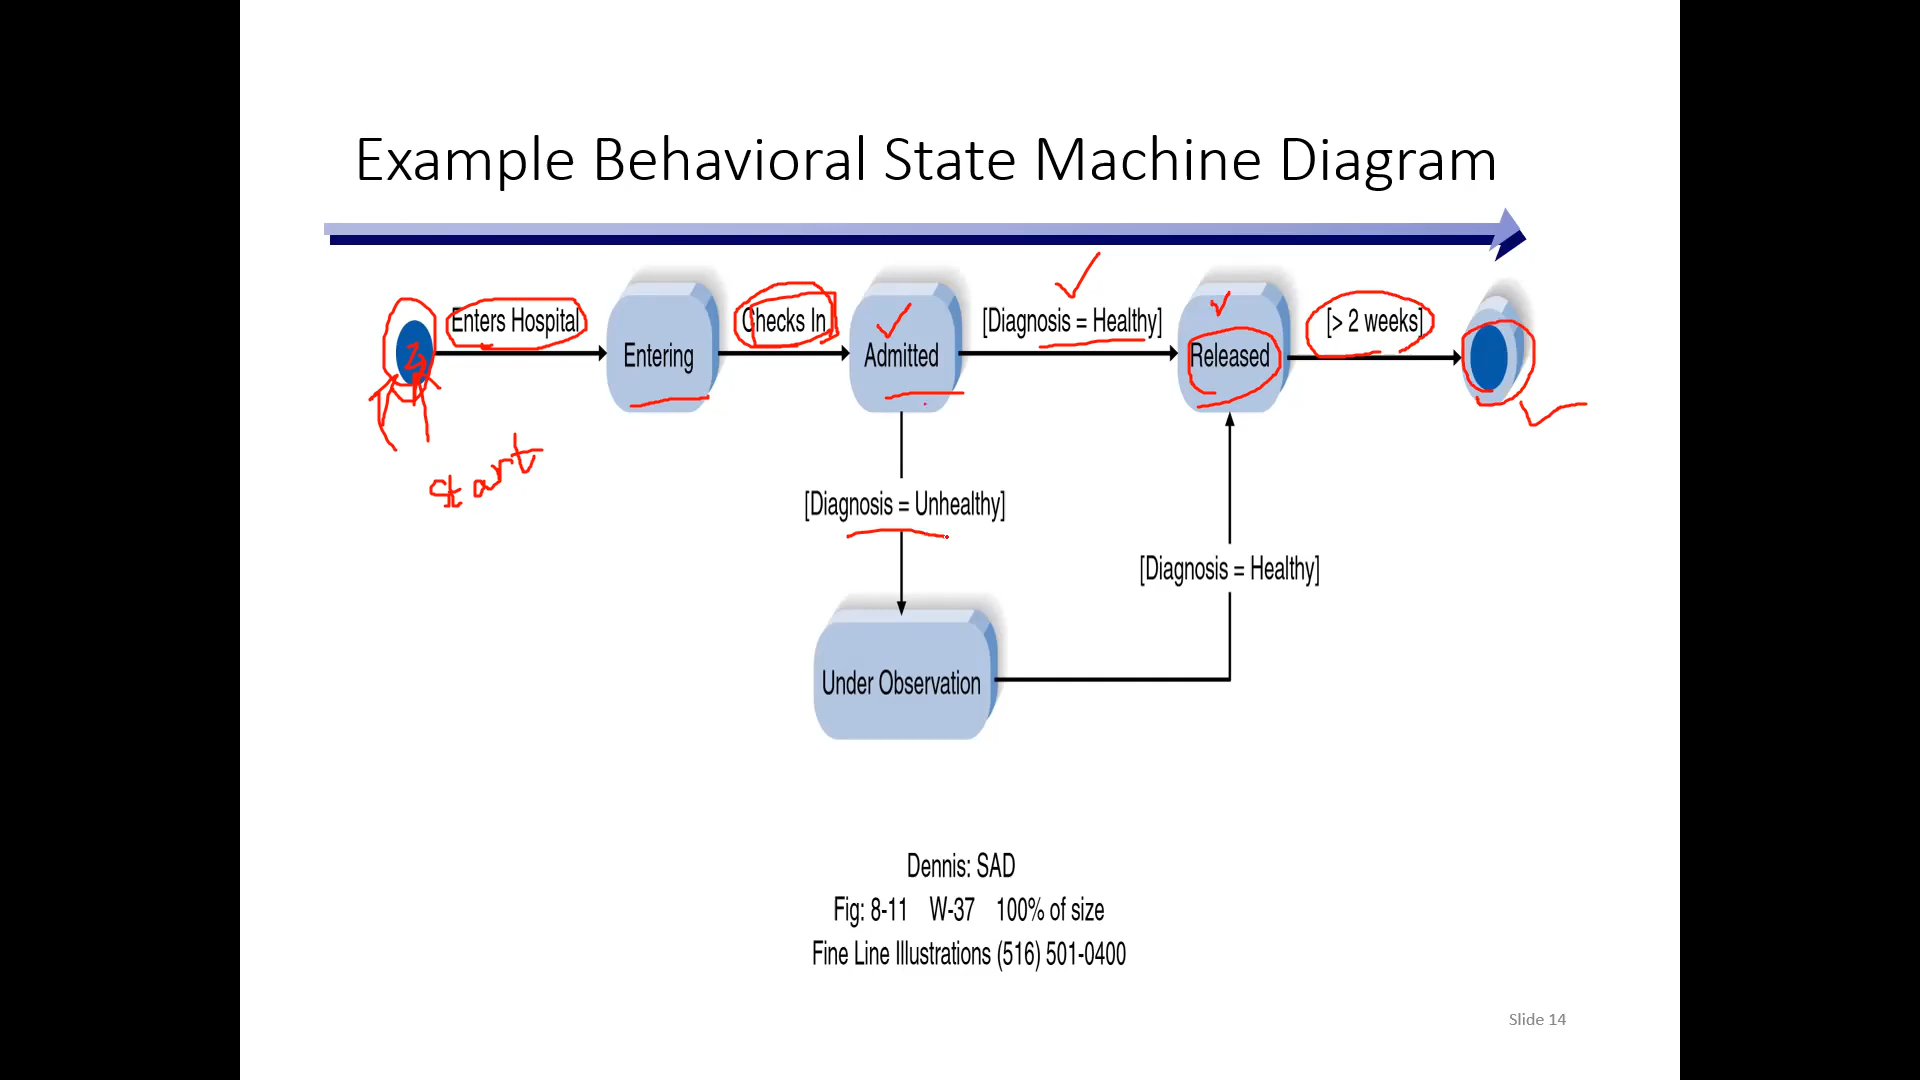 Example Behavioral State Machine Diagram
Enters Hospital
Checks In
[Diagnosis = Healthy]
[> 2 weeks]
Entering
Admitted
Released
start
[Diagnosis = Unhealthy]
[Diagnosis = Healthy]
Under Observation
Dennis: SAD
Fig: 8-11 W-37 100% of size
Fine Line Illustrations (516) 501-0400
Slide 14